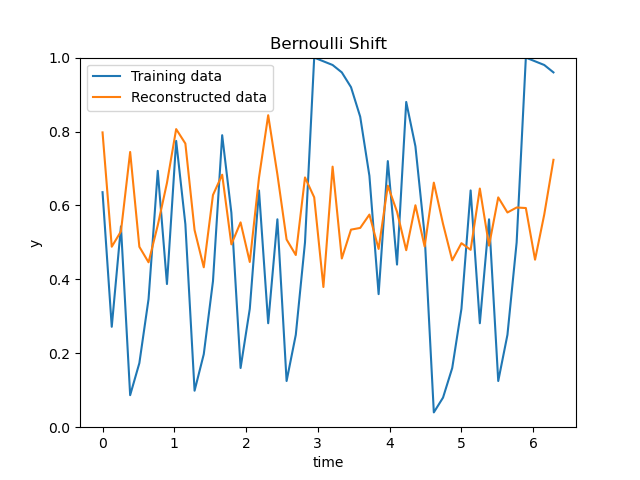 Bernoulli Shift
Training data
Reconstructed data
y
1.0
0.8
0.6
0.4
0.2
0.0
0 1 2 3 4 5 6
time